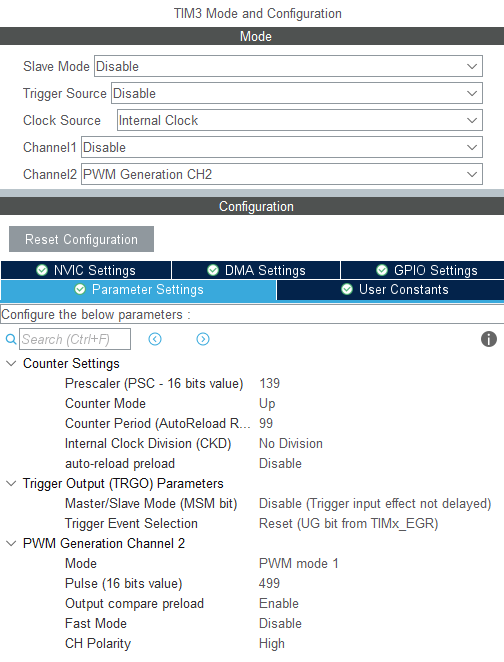 TIM3 Mode and Configuration
Mode
Slave Mode Disable
Trigger Source Disable
Clock Source Internal Clock
Channel1 Disable
Channel2 PWM Generation CH2
Configuration
Reset Configuration
NVIC Settings DMA Settings GPIO Settings
Parameter Settings User Constants
Configure the below parameters :
Search (Ctrl+F)
Counter Settings
Prescaler (PSC - 16 bits value) 139
Counter Mode Up
Counter Period (AutoReload R... 99
Internal Clock Division (CKD) No Division
auto-reload preload Disable
Trigger Output (TRGO) Parameters
Master/Slave Mode (MSM bit) Disable (Trigger input effect not delayed)
Trigger Event Selection Reset (UG bit from TIMx_EGR)
PWM Generation Channel 2
Mode PWM mode 1
Pulse (16 bits value) 499
Output compare preload Enable
Fast Mode Disable
CH Polarity High